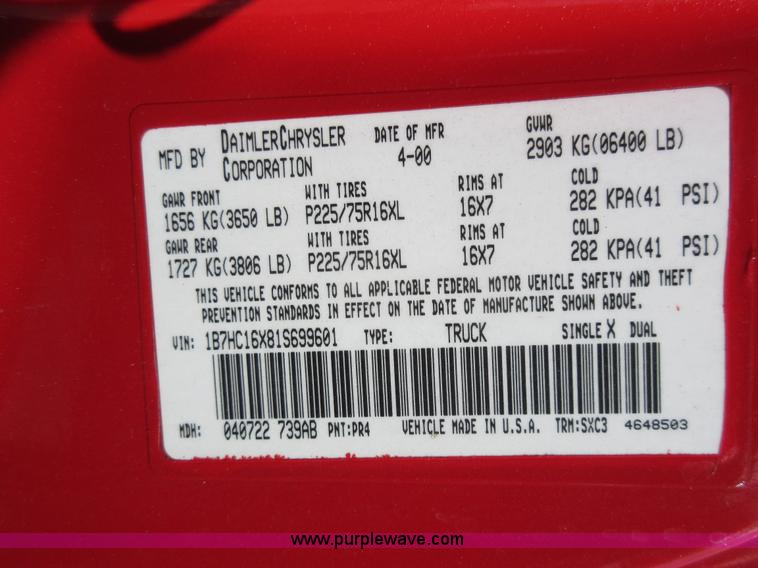 MFD BY DAIMLERCHRYSLER CORPORATION DATE OF MFR 4-00 GVWR 2903 KG(06400 LB)
GAWR FRONT WITH TIRES RIMS AT COLD
1656 KG(3650 LB) P225/75R16XL 16X7 282 KPA(41 PSI)
GAWR REAR WITH TIRES RIMS AT COLD
1727 KG(3806 LB) P225/75R16XL 16X7 282 KPA(41 PSI)
THIS VEHICLE CONFORMS TO ALL APPLICABLE FEDERAL MOTOR VEHICLE SAFETY AND THEFT
PREVENTION STANDARDS IN EFFECT ON THE DATE OF MANUFACTURE SHOWN ABOVE.
VIN: 1B7HC16X81S699601 TYPE: TRUCK SINGLE X DUAL
MDH: 040722 739AB PNT:PR4 VEHICLE MADE IN U.S.A. TRM:SXC3 4648503
www.purplewave.com